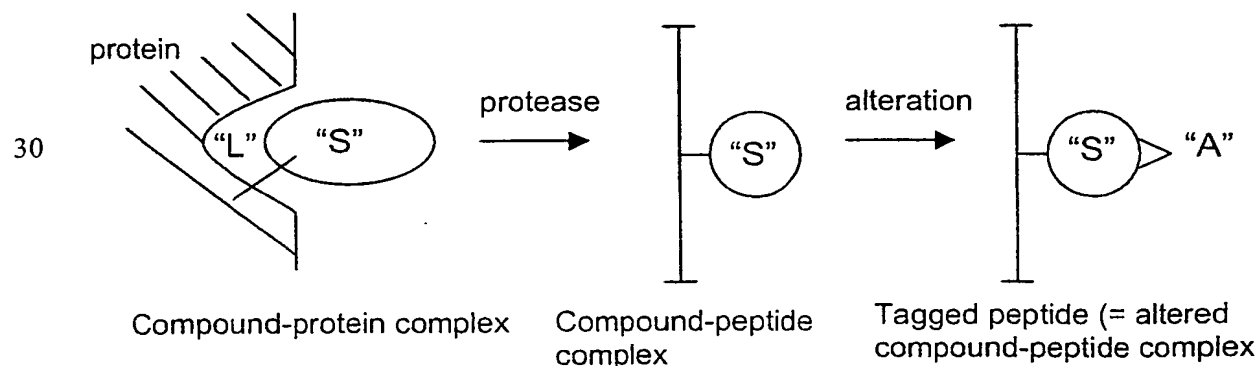 protein
protease
alteration
30
“L”
“S”
“S”
“S”
“A”
Compound-protein complex
Compound-peptide
complex
Tagged peptide (= altered
compound-peptide complex